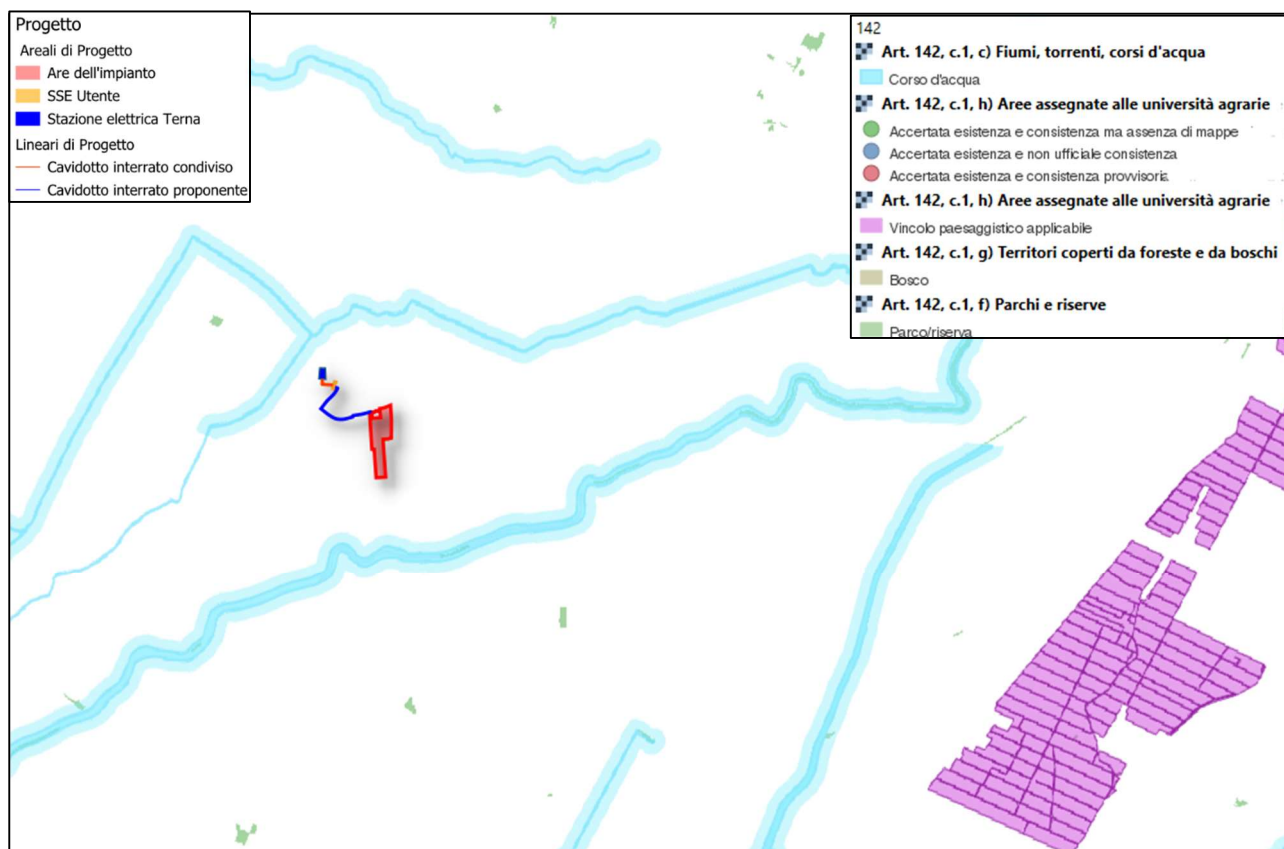 Progetto
Areali di Progetto
Are dell'impianto
SSE Utente
Stazione elettrica Terna
Lineari di Progetto
Cavidotto interrato condiviso
Cavidotto interrato proponente
142
Art. 142, c.1, c) Fiumi, torrenti, corsi d'acqua
Corso d'acqua
Art. 142, c.1, h) Aree assegnate alle università agrarie
Accertata esistenza e consistenza ma assenza di mappe
Accertata esistenza e non ufficiale consistenza
Accertata esistenza e consistenza provvisoria
Art. 142, c.1, h) Aree assegnate alle università agrarie
Vincolo paesaggistico applicabile
Art. 142, c.1, g) Territori coperti da foreste e da boschi
Bosco
Art. 142, c.1, f) Parchi e riserve
Parco/riserva